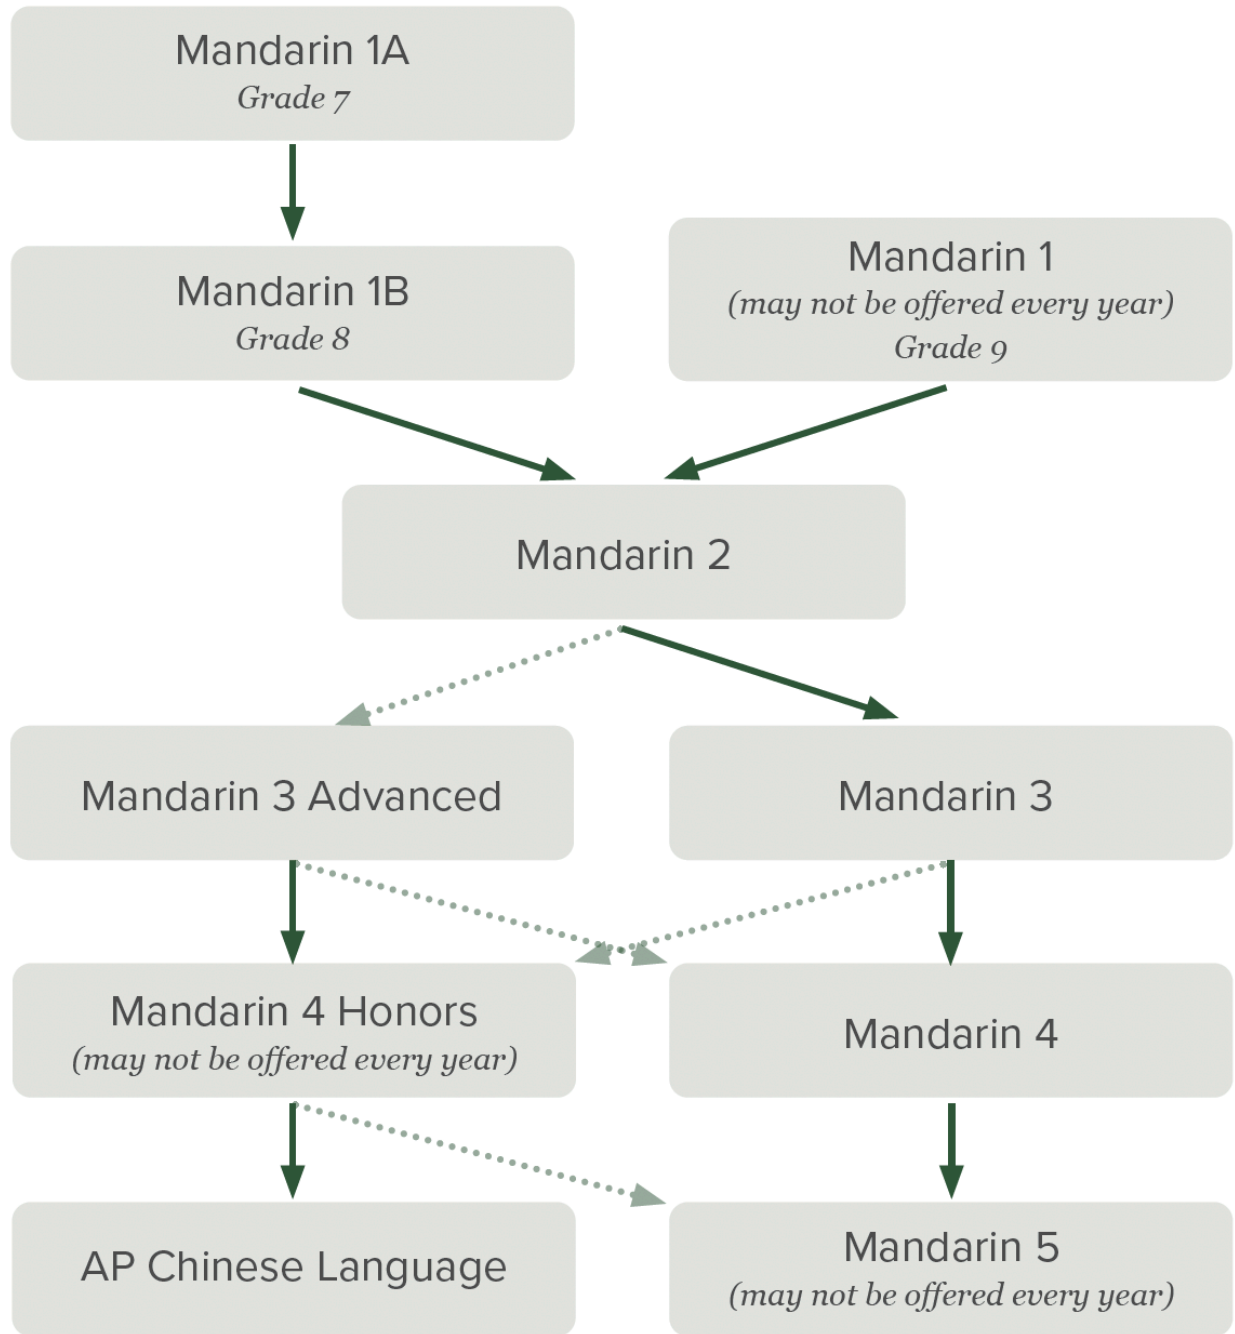 Mandarin 1A
Grade 7
Mandarin 1B
Grade 8
Mandarin 1
(may not be offered every year)
Grade 9
Mandarin 2
Mandarin 3 Advanced
Mandarin 3
Mandarin 4 Honors
(may not be offered every year)
Mandarin 4
AP Chinese Language
Mandarin 5
(may not be offered every year)